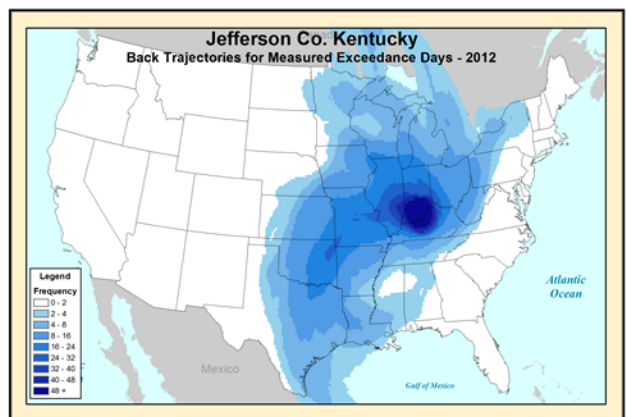 Jefferson Co. Kentucky
Back Trajectories for Measured Exceedance Days - 2012
Legend
Frequency
0 - 2
2 - 4
4 - 8
8 - 16
16 - 24
24 - 32
32 - 40
40 - 48
48 +
Atlantic
Ocean
Mexico
Gulf of Mexico